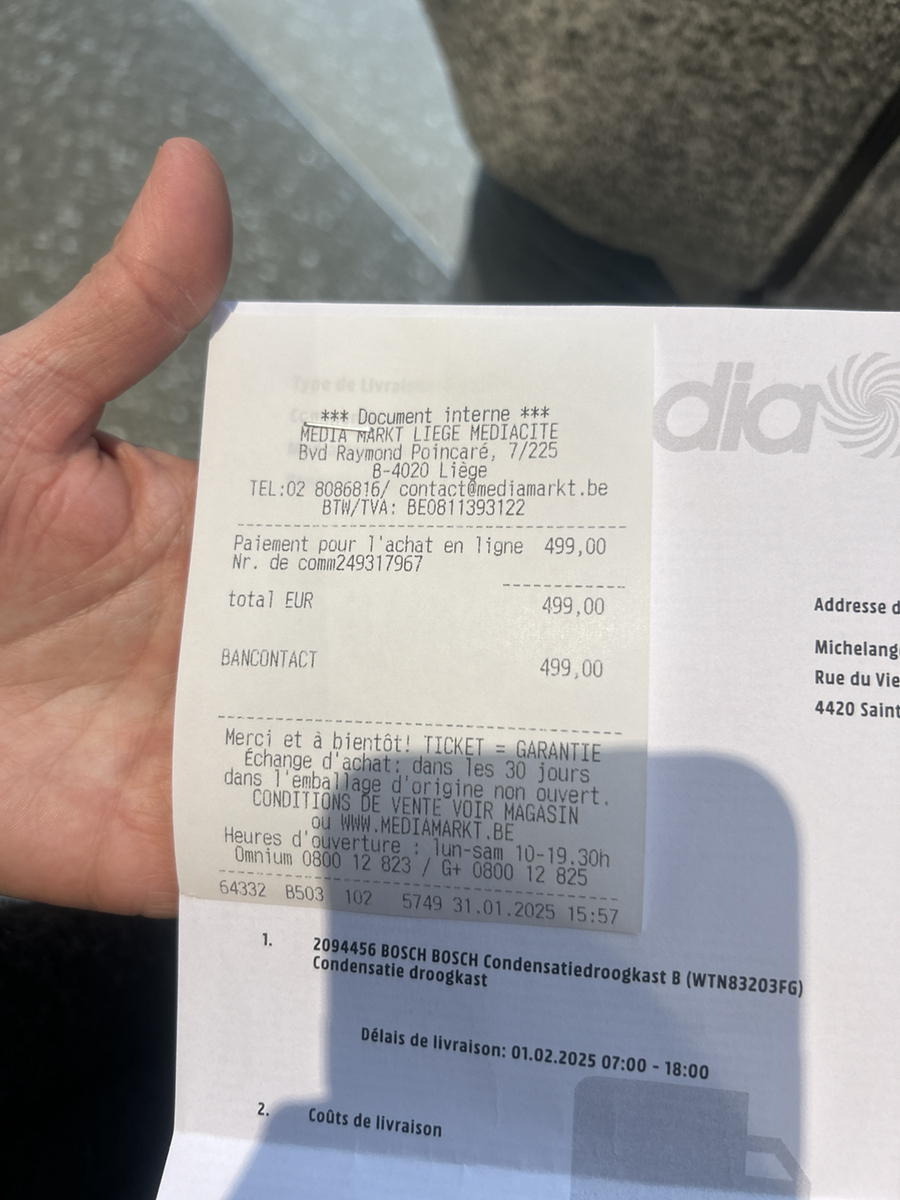 Type de Livrais
*** Document interne ***
MEDIA MARKT LIEGE MEDIACITE
Bvd Raymond Poincaré, 7/225
B-4020 Liège
TEL:02 8086816/ contact@mediamarkt.be
BTW/TVA: BE0811393122
Paiement pour l'achat en ligne 499,00
Nr. de comm249317967
total EUR 499,00
BANCONTACT 499,00
Merci et à bientôt! TICKET = GARANTIE
Échange d'achat: dans les 30 jours
dans l'emballage d'origine non ouvert.
CONDITIONS DE VENTE VOIR MAGASIN
ou WWW.MEDIAMARKT.BE
Heures d'ouverture : lun-sam 10-19.30h
Omnium 0800 12 823 / G+ 0800 12 825
64332 B503 102 5749 31.01.2025 15:57
dia
Addresse d
Michelang
Rue du Vie
4420 Saint
1. 2094456 BOSCH BOSCH Condensatiedroogkast B (WTN83203FG)
Condensatie droogkast
Délais de livraison: 01.02.2025 07:00 - 18:00
2. Coûts de livraison